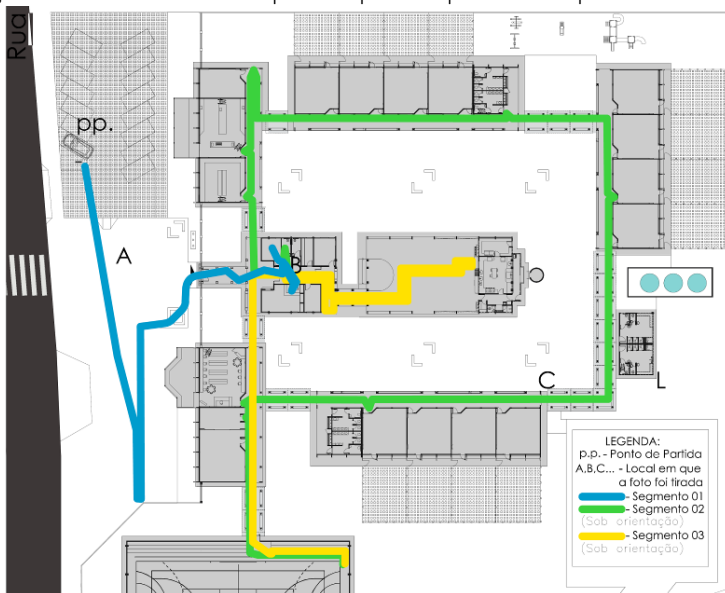 Rua
pp.
A
B
C
L
LEGENDA:
p.p. - Ponto de Partida
A,B,C... - Local em que
a foto foi tirada
- Segmento 01
- Segmento 02
(Sob orientação)
- Segmento 03
(Sob orientação)